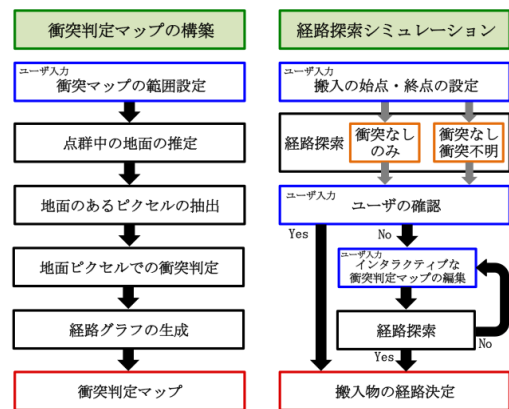 衝突判定マップの構築
ユーザ入力
衝突マップの範囲設定
点群中の地面の推定
地面のあるピクセルの抽出
地面ピクセルでの衝突判定
経路グラフの生成
衝突判定マップ
経路探索シミュレーション
ユーザ入力
搬入の始点・終点の設定
経路探索
衝突なし
のみ
衝突なし
衝突不明
ユーザ入力
ユーザの確認
Yes
No
ユーザ入力
インタラクティブな
衝突判定マップの編集
経路探索
No
Yes
搬入物の経路決定